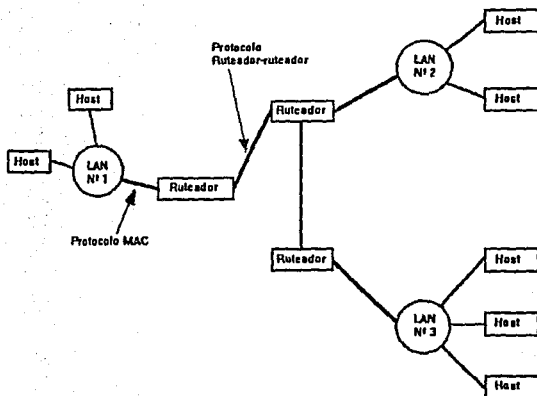 Protocolo
Ruteador-ruteador
Host
LAN
Nº 2
Host
Host
Ruteador
Host
LAN
Nº 1
Ruteador
Protocolo MAC
Ruteador
Host
LAN
Nº 3
Host
Host